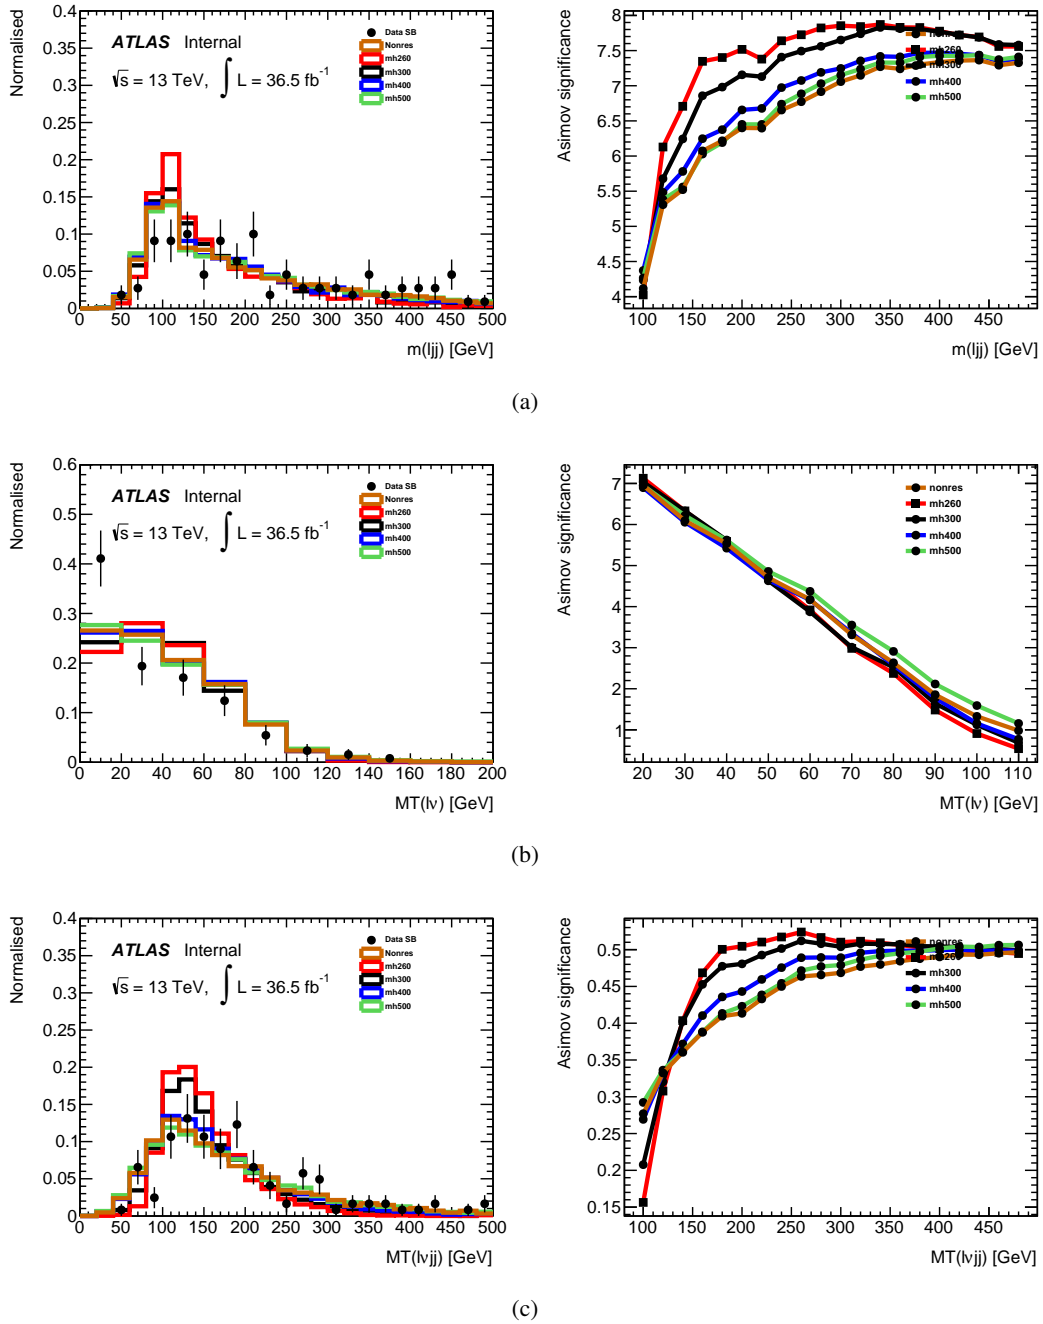 Normalised
0.4
0.35
0.3
0.25
0.2
0.15
0.1
0.05
0
ATLAS Internal
√s = 13 TeV, ∫ L = 36.5 fb⁻¹
Data SB
Nonres
mh260
mh300
mh400
mh500
0 50 100 150 200 250 300 350 400 450 500
m(ljj) [GeV]
Asimov significance
8
7.5
7
6.5
6
5.5
5
4.5
4
nonres
mh260
mh300
mh400
mh500
100 150 200 250 300 350 400 450
m(ljj) [GeV]
(a)
Normalised
0.6
0.5
0.4
0.3
0.2
0.1
0
ATLAS Internal
√s = 13 TeV, ∫ L = 36.5 fb⁻¹
Data SB
Nonres
mh260
mh300
mh400
mh500
0 20 40 60 80 100 120 140 160 180 200
MT(lν) [GeV]
Asimov significance
7
6
5
4
3
2
1
nonres
mh260
mh300
mh400
mh500
20 30 40 50 60 70 80 90 100 110
MT(lν) [GeV]
(b)
Normalised
0.4
0.35
0.3
0.25
0.2
0.15
0.1
0.05
0
ATLAS Internal
√s = 13 TeV, ∫ L = 36.5 fb⁻¹
Data SB
Nonres
mh260
mh300
mh400
mh500
0 50 100 150 200 250 300 350 400 450 500
MT(lνjj) [GeV]
Asimov significance
0.5
0.45
0.4
0.35
0.3
0.25
0.2
0.15
nonres
mh260
mh300
mh400
mh500
100 150 200 250 300 350 400 450
MT(lνjj) [GeV]
(c)